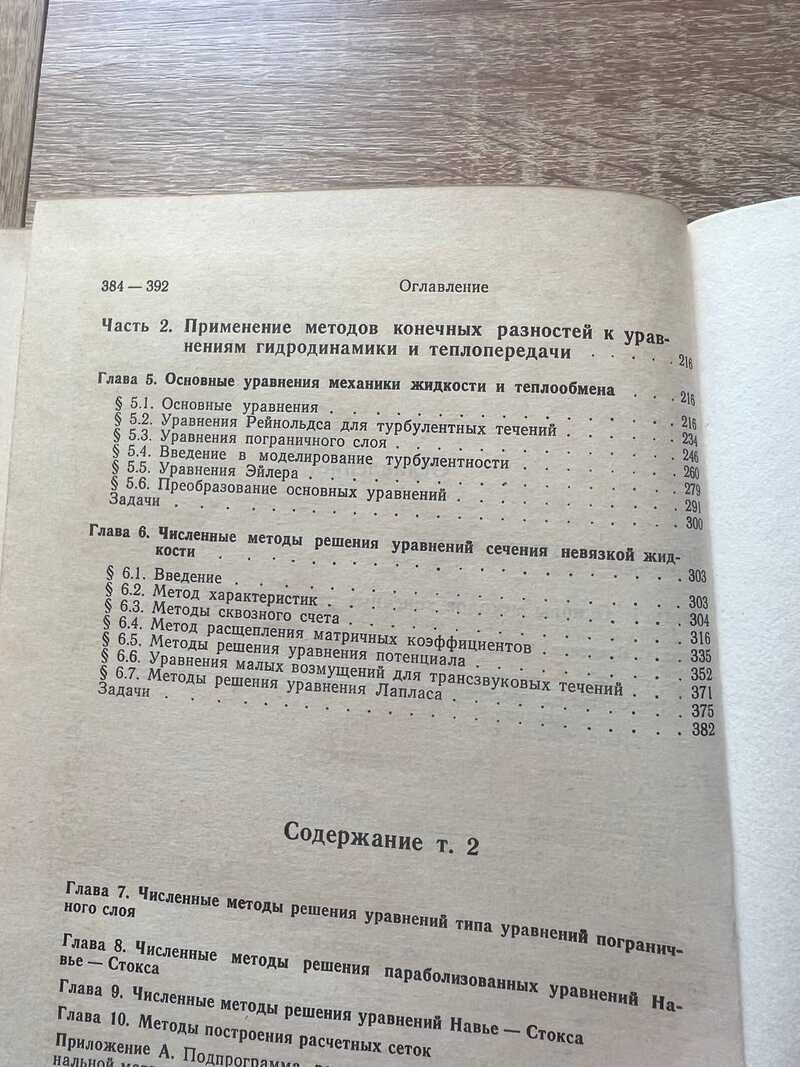 384 — 392 Оглавление
Часть 2. Применение методов конечных разностей к урав-
нениям гидродинамики и теплопередачи . . . . . 216
Глава 5. Основные уравнения механики жидкости и теплообмена . . . 216
§ 5.1. Основные уравнения . . . . . . . . . . . . . . . . 216
§ 5.2. Уравнения Рейнольдса для турбулентных течений . . . . . . 234
§ 5.3. Уравнения пограничного слоя . . . . . . . . . . . . . 246
§ 5.4. Введение в моделирование турбулентности . . . . . . . . 260
§ 5.5. Уравнения Эйлера . . . . . . . . . . . . . . . . . 279
§ 5.6. Преобразование основных уравнений . . . . . . . . . . 291
Задачи . . . . . . . . . . . . . . . . . . . . . . 300
Глава 6. Численные методы решения уравнений сечения невязкой жид-
кости . . . . . . . . . . . . . . . . . . . . 303
§ 6.1. Введение . . . . . . . . . . . . . . . . . . . . 303
§ 6.2. Метод характеристик . . . . . . . . . . . . . . . . 304
§ 6.3. Методы сквозного счета . . . . . . . . . . . . . . . 316
§ 6.4. Метод расщепления матричных коэффициентов . . . . . . . 335
§ 6.5. Методы решения уравнения потенциала . . . . . . . . . . 352
§ 6.6. Уравнения малых возмущений для трансзвуковых течений . . . 371
§ 6.7. Методы решения уравнения Лапласа . . . . . . . . . . . 375
Задачи . . . . . . . . . . . . . . . . . . . . . . 382
Содержание т. 2
Глава 7. Численные методы решения уравнений типа уравнений погранич-
ного слоя
Глава 8. Численные методы решения параболизованных уравнений На-
вье — Стокса
Глава 9. Численные методы решения уравнений Навье — Стокса
Глава 10. Методы построения расчетных сеток
Приложение А. Подпрограмма
нальной